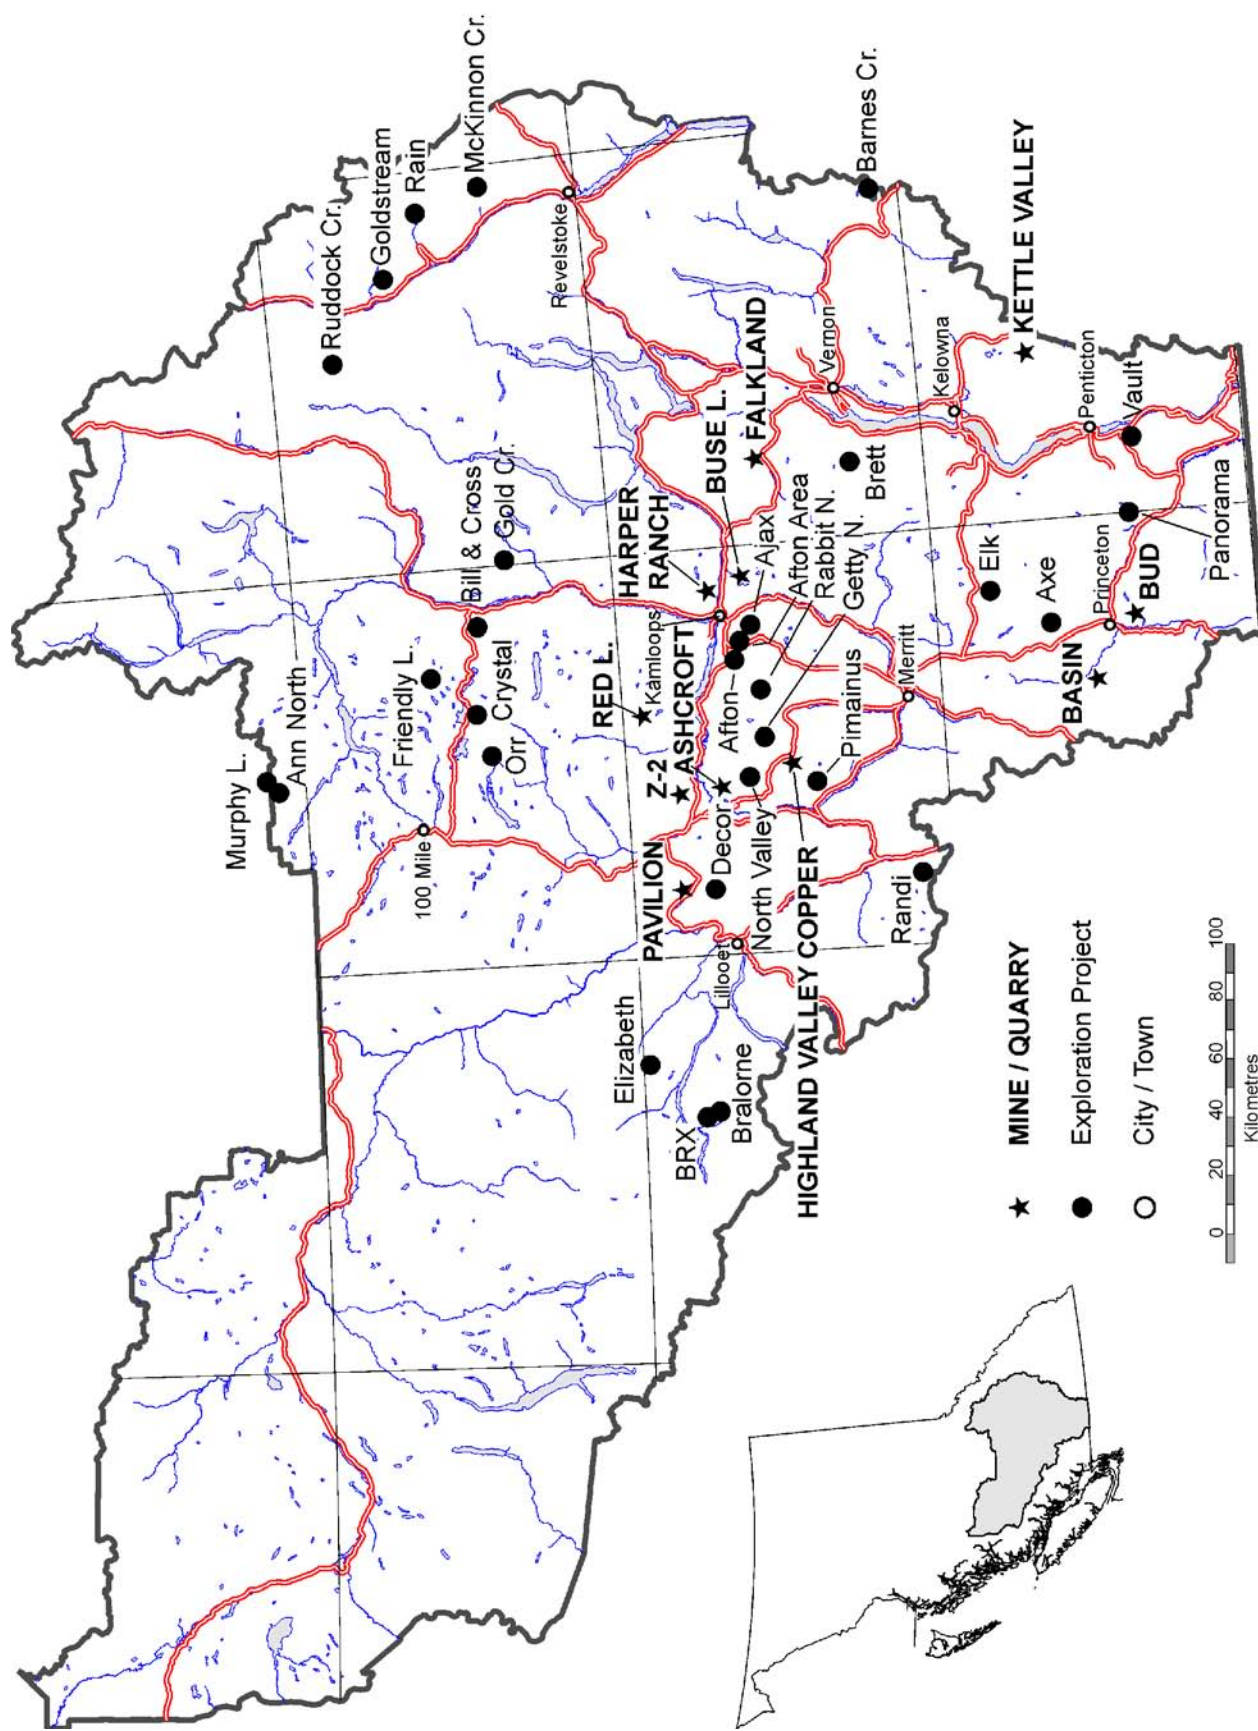 Murphy L.
Ann North
Ruddock Cr.
Goldstream
Rain
McKinnon Cr.
100 Mile
Friendly L.
Bill & Cross
Gold Cr.
Crystal
Orr
Revelstoke
Elizabeth
BRX
Bralorne
PAVILION
Z-2
ASHCROFT
RED L.
Kamloops
HARPER
RANCH
BUSE L.
FALKLAND
Lillooet
Decor
North Valley
Afton
Ajax
Afton Area
Rabbit N.
Getty N.
HIGHLAND VALLEY COPPER
Pimainus
Brett
Vernon
Barnes Cr.
Randi
Merritt
Kelowna
Elk
KETTLE VALLEY
Axe
BASIN
Princeton
BUD
Panorama
Penticton
Vault
MINE / QUARRY
Exploration Project
City / Town
0 20 40 60 80 100
Kilometres